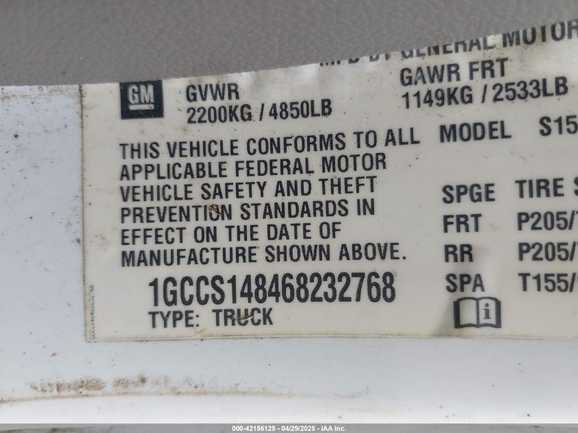 MFD BY GENERAL MOTOR
GM
GVWR
GAWR FRT
2200KG / 4850LB
1149KG / 2533LB
THIS VEHICLE CONFORMS TO ALL
APPLICABLE FEDERAL MOTOR
VEHICLE SAFETY AND THEFT
PREVENTION STANDARDS IN
EFFECT ON THE DATE OF
MANUFACTURE SHOWN ABOVE.
MODEL S15
SPGE TIRE S
FRT P205/
RR P205/
SPA T155/
1GCCS148468232768
TYPE: TRUCK
i
000-42156125 - 04/25/2025 - IAA Inc.